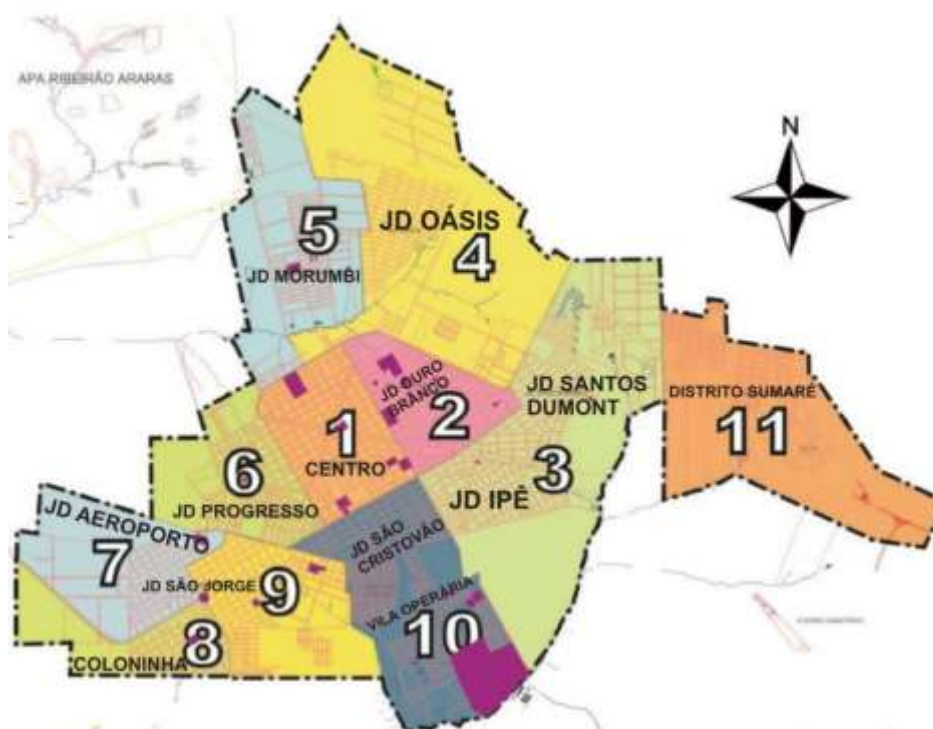 APA RIBEIRÃO ARARAS
N
JD OÁSIS
5
4
JD MORUMBI
JD OURO
BRANCO
2
JD SANTOS
DUMONT
DISTRITO SUMARÉ
11
1
CENTRO
6
JD PROGRESSO
3
JD IPÊ
JD AEROPORTO
7
JD SÃO
CRISTOVÃO
JD SÃO JORGE
9
VILA OPERÁRIA
10
8
COLONINHA